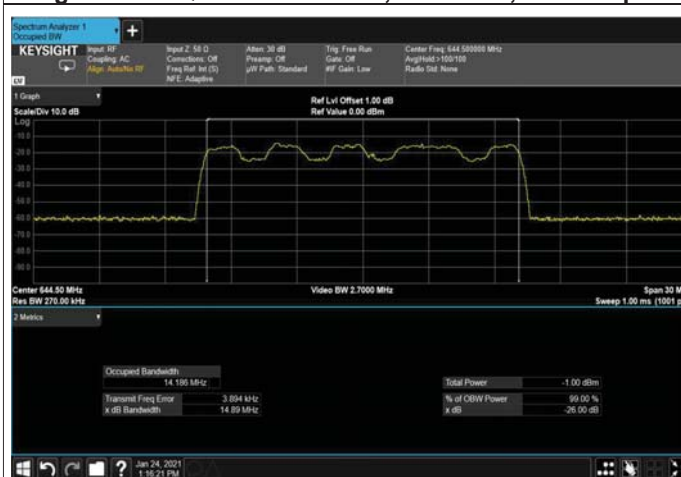 Spectrum Analyzer 1
Occupied BW
+
KEYSIGHT
Input: RF
Coupling: AC
Align: Auto/No RF
Input Z: 50 Ω
Corrections: Off
Freq Ref: Int (S)
NFE: Adaptive
Atten: 30 dB
Preamp: Off
µW Path: Standard
Trig: Free Run
Gate: Off
#IF Gain: Low
Center Freq: 644.500000 MHz
Avg|Hold:>100/100
Radio Std: None
1 Graph
Scale/Div 10.0 dB
Ref Lvl Offset 1.00 dB
Ref Value 0.00 dBm
Log
-10.0
-20.0
-30.0
-40.0
-50.0
-60.0
-70.0
-80.0
-90.0
Center 644.50 MHz
Res BW 270.00 kHz
Video BW 2.7000 MHz
Span 30 M
Sweep 1.00 ms (1001 p
2 Metrics
Occupied Bandwidth
14.186 MHz
Transmit Freq Error 3.894 kHz
x dB Bandwidth 14.89 MHz
Total Power -1.00 dBm
% of OBW Power 99.00 %
x dB -26.00 dB
?
Jan 24, 2021
1:16:21 PM